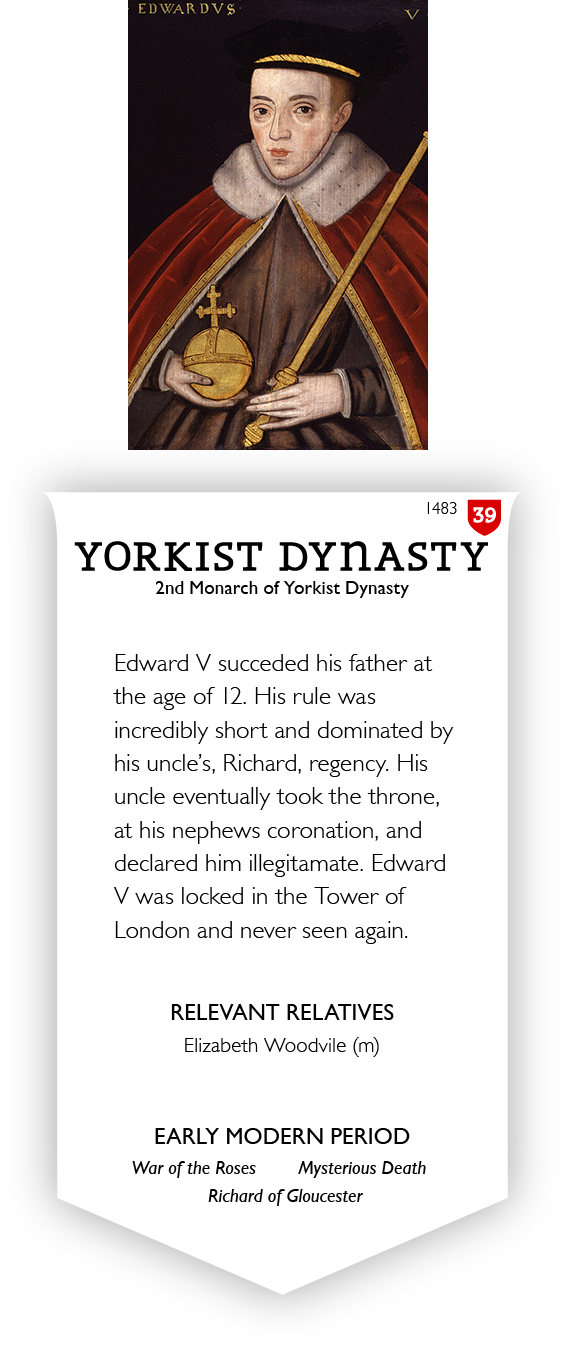 EDWARDVS V
1483 39
YORKIST DYNASTY
2nd Monarch of Yorkist Dynasty
Edward V succeded his father at
the age of 12. His rule was
incredibly short and dominated by
his uncle’s, Richard, regency. His
uncle eventually took the throne,
at his nephews coronation, and
declared him illegitamate. Edward
V was locked in the Tower of
London and never seen again.
RELEVANT RELATIVES
Elizabeth Woodvile (m)
EARLY MODERN PERIOD
War of the Roses Mysterious Death
Richard of Gloucester